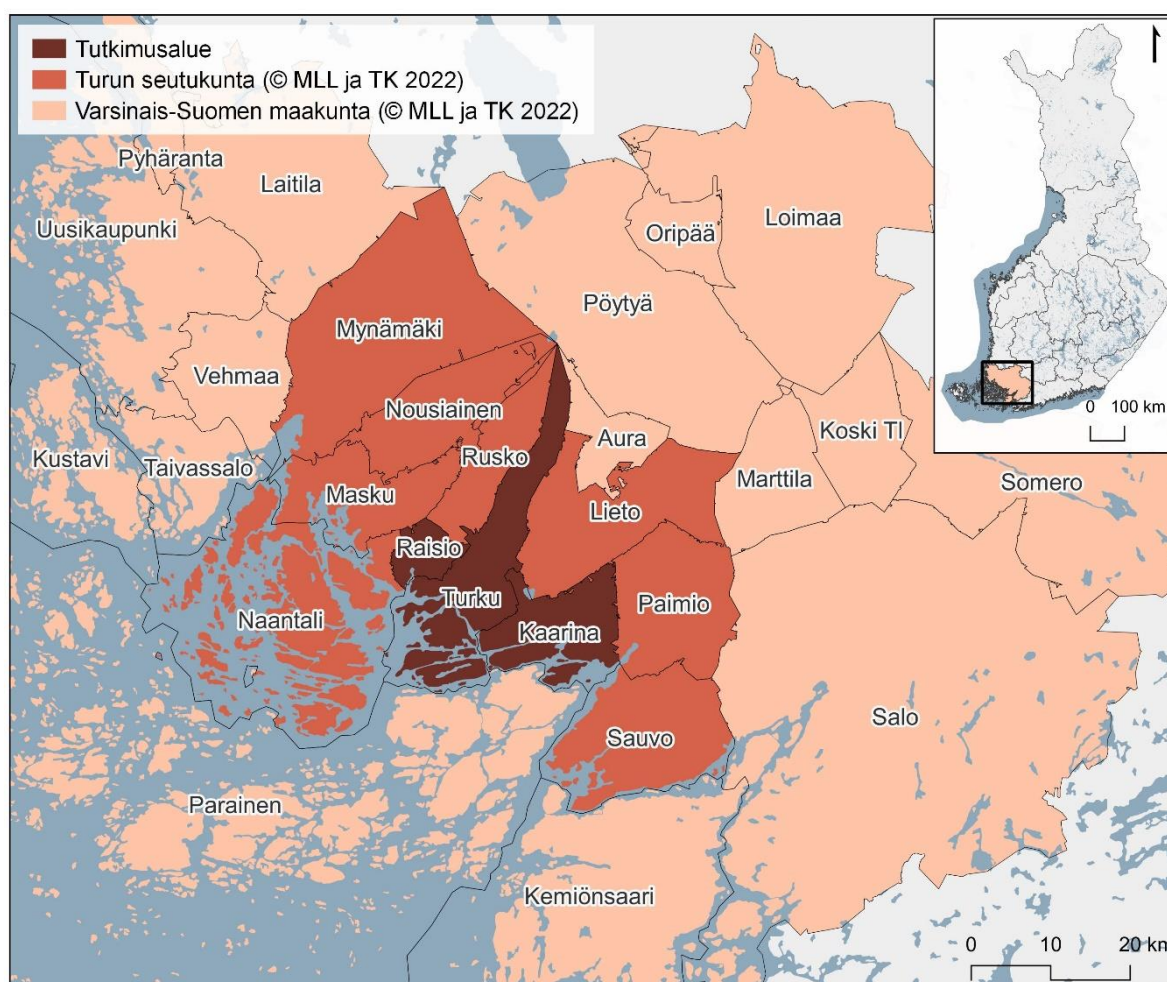 Tutkimusalue
Turun seutukunta (© MLL ja TK 2022)
Varsinais-Suomen maakunta (© MLL ja TK 2022)
Pyhäranta
Laitila
Uusikaupunki
Oripää
Loimaa
Pöytyä
Mynämäki
Vehmaa
Nousiainen
Aura
Koski Tl
Kustavi
Taivassalo
Rusko
Marttila
Somero
Masku
Lieto
Raisio
Turku
Paimio
Naantali
Kaarina
Salo
Sauvo
Parainen
Kemiönsaari
0 100 km
0 10 20 km